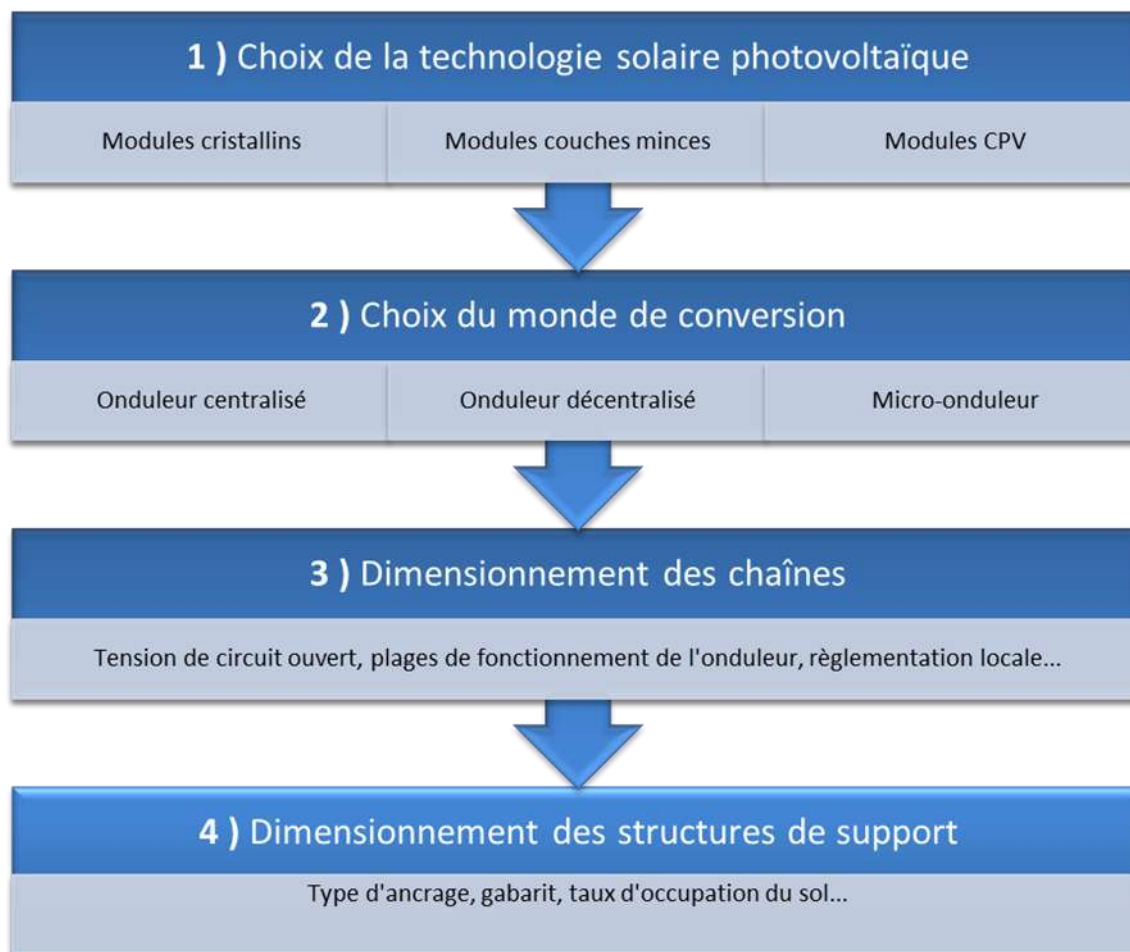 1 ) Choix de la technologie solaire photovoltaïque
Modules cristallins
Modules couches minces
Modules CPV
2 ) Choix du monde de conversion
Onduleur centralisé
Onduleur décentralisé
Micro-onduleur
3 ) Dimensionnement des chaînes
Tension de circuit ouvert, plages de fonctionnement de l'onduleur, règlementation locale...
4 ) Dimensionnement des structures de support
Type d'ancrage, gabarit, taux d'occupation du sol...